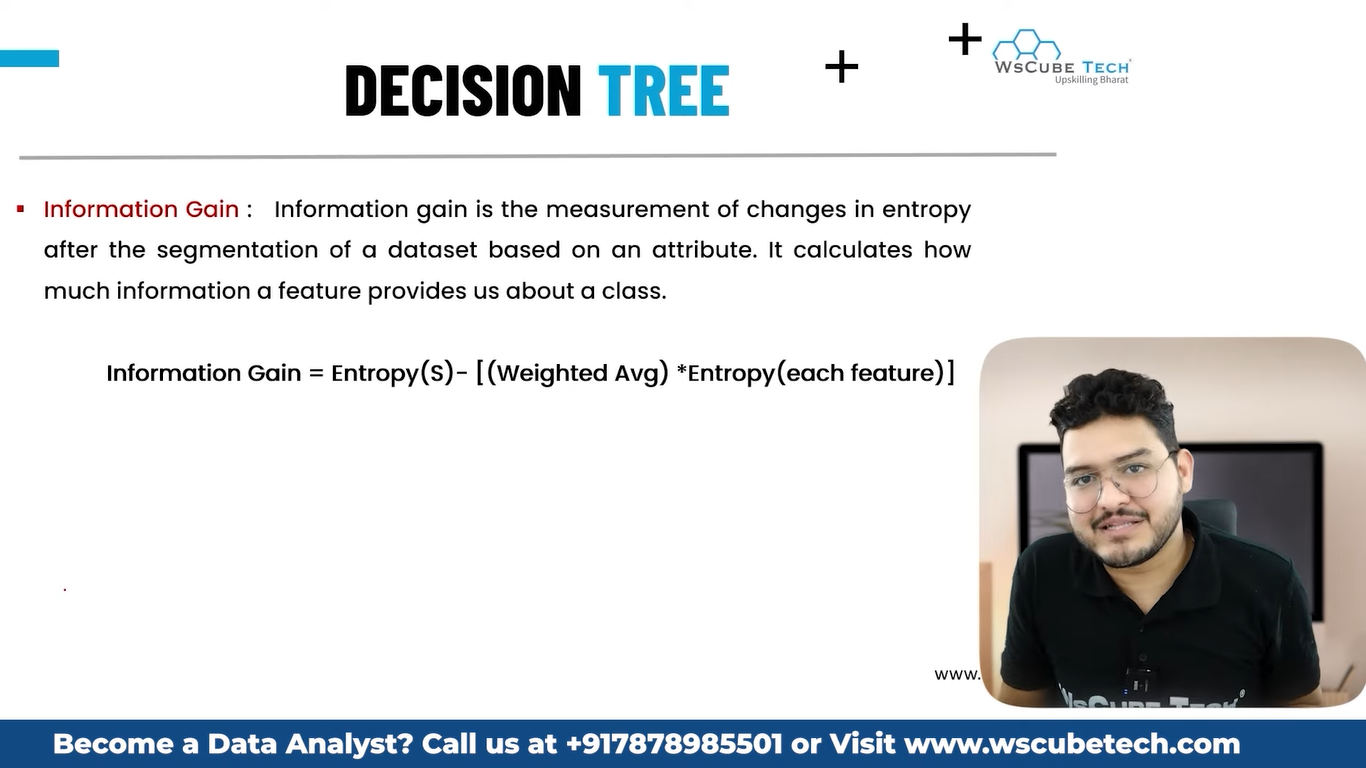 DECISION TREE
WSCUBE TECH
Upskilling Bharat
Information Gain : Information gain is the measurement of changes in entropy
after the segmentation of a dataset based on an attribute. It calculates how
much information a feature provides us about a class.
Information Gain = Entropy(S)- [(Weighted Avg) *Entropy(each feature)]
www.
WSCUBE TECH
Become a Data Analyst? Call us at +917878985501 or Visit www.wscubetech.com